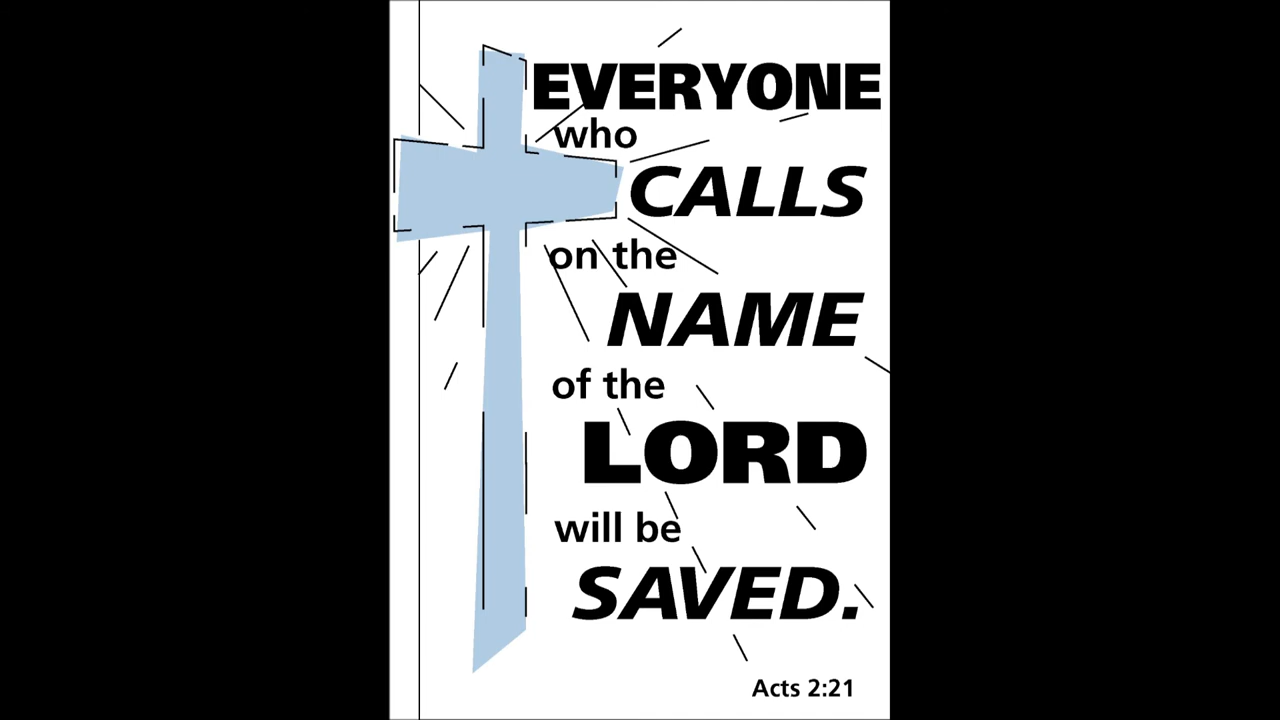 EVERYONE
who
CALLS
on the
NAME
of the
LORD
will be
SAVED.
Acts 2:21